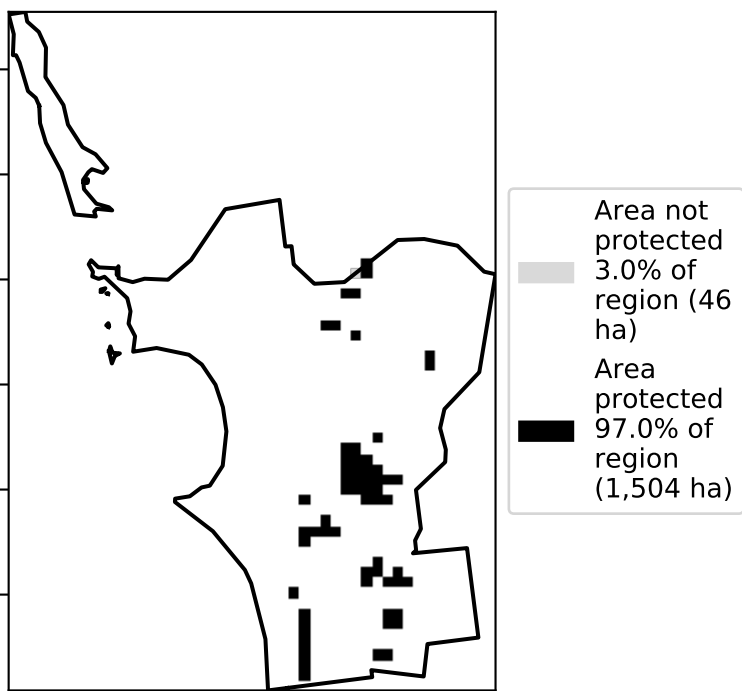 Area not
protected
3.0% of
region (46
ha)
Area
protected
97.0% of
region
(1,504 ha)